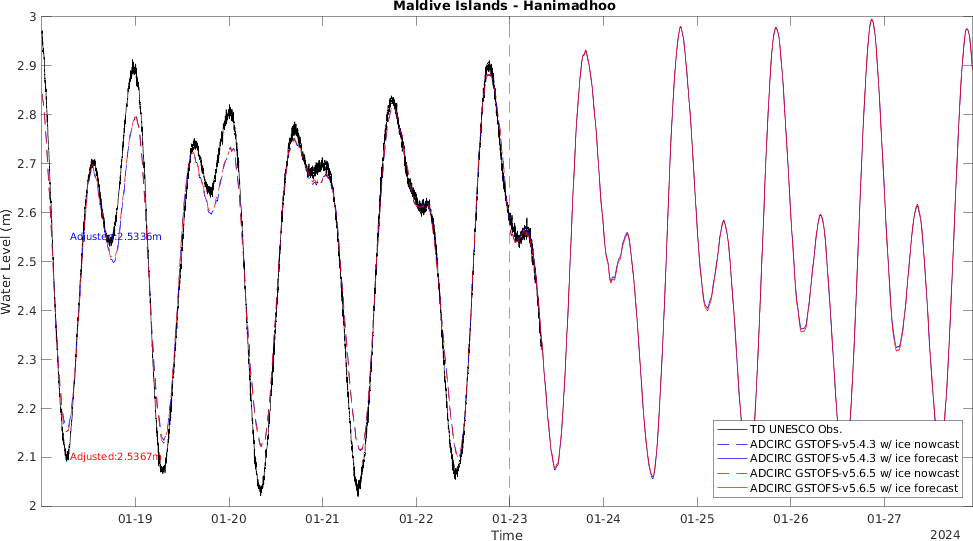 Maldive Islands - Hanimadhoo
3
2.9
2.8
2.7
2.6
2.5
2.4
2.3
2.2
2.1
2
Water Level (m)
Adjusted:2.5336m
Adjusted:2.5367m
TD UNESCO Obs.
ADCIRC GSTOFS-v5.4.3 w/ ice nowcast
ADCIRC GSTOFS-v5.4.3 w/ ice forecast
ADCIRC GSTOFS-v5.6.5 w/ ice nowcast
ADCIRC GSTOFS-v5.6.5 w/ ice forecast
01-19 01-20 01-21 01-22 01-23 01-24 01-25 01-26 01-27
Time
2024